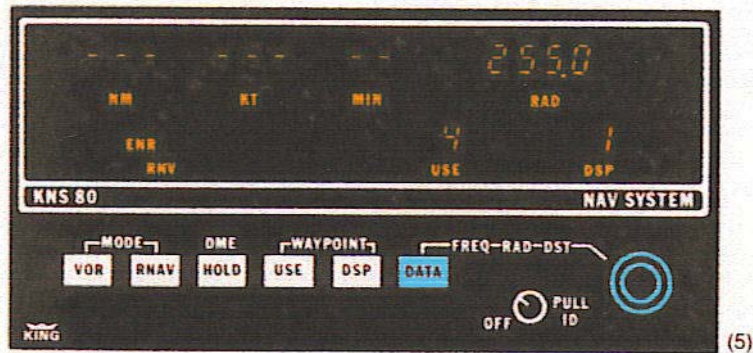 --- --- -- 255.0
NM KT MIN RAD
ENR 4 1
RNV USE DSP
KNS 80 NAV SYSTEM
MODE DME WAYPOINT FREQ-RAD-DST
VOR RNAV HOLD USE DSP DATA
OFF PULL ID
KING
(5)